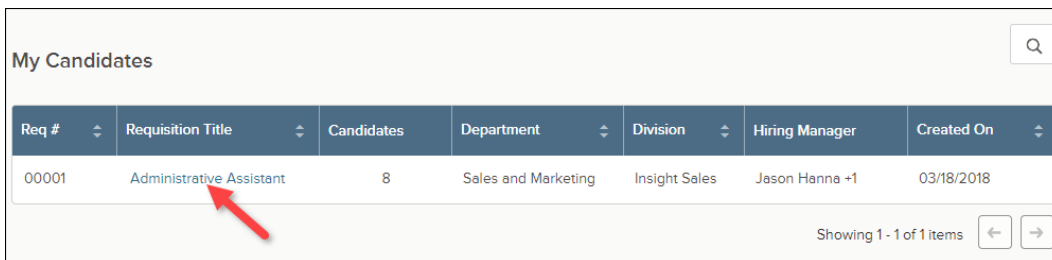 My Candidates
Req # Requisition Title Candidates Department Division Hiring Manager Created On
00001 Administrative Assistant 8 Sales and Marketing Insight Sales Jason Hanna +1 03/18/2018
Showing 1 - 1 of 1 items